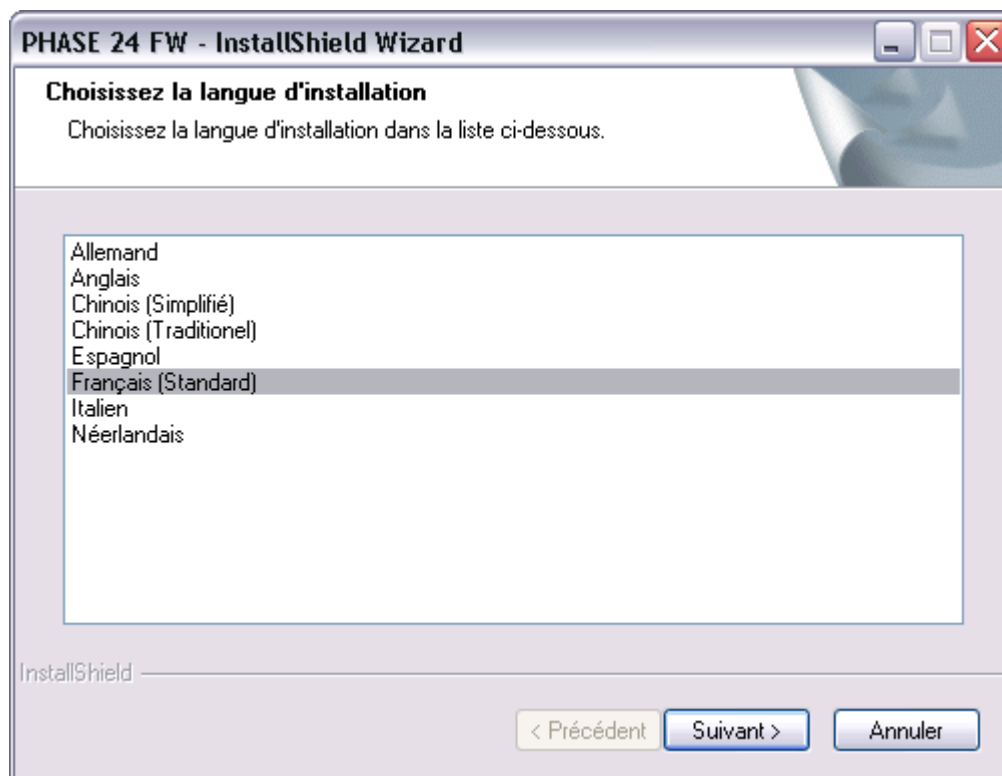 PHASE 24 FW - InstallShield Wizard
Choisissez la langue d'installation
Choisissez la langue d'installation dans la liste ci-dessous.
Allemand
Anglais
Chinois (Simplifié)
Chinois (Traditionel)
Espagnol
Français (Standard)
Italien
Néerlandais
InstallShield
< Précédent
Suivant >
Annuler